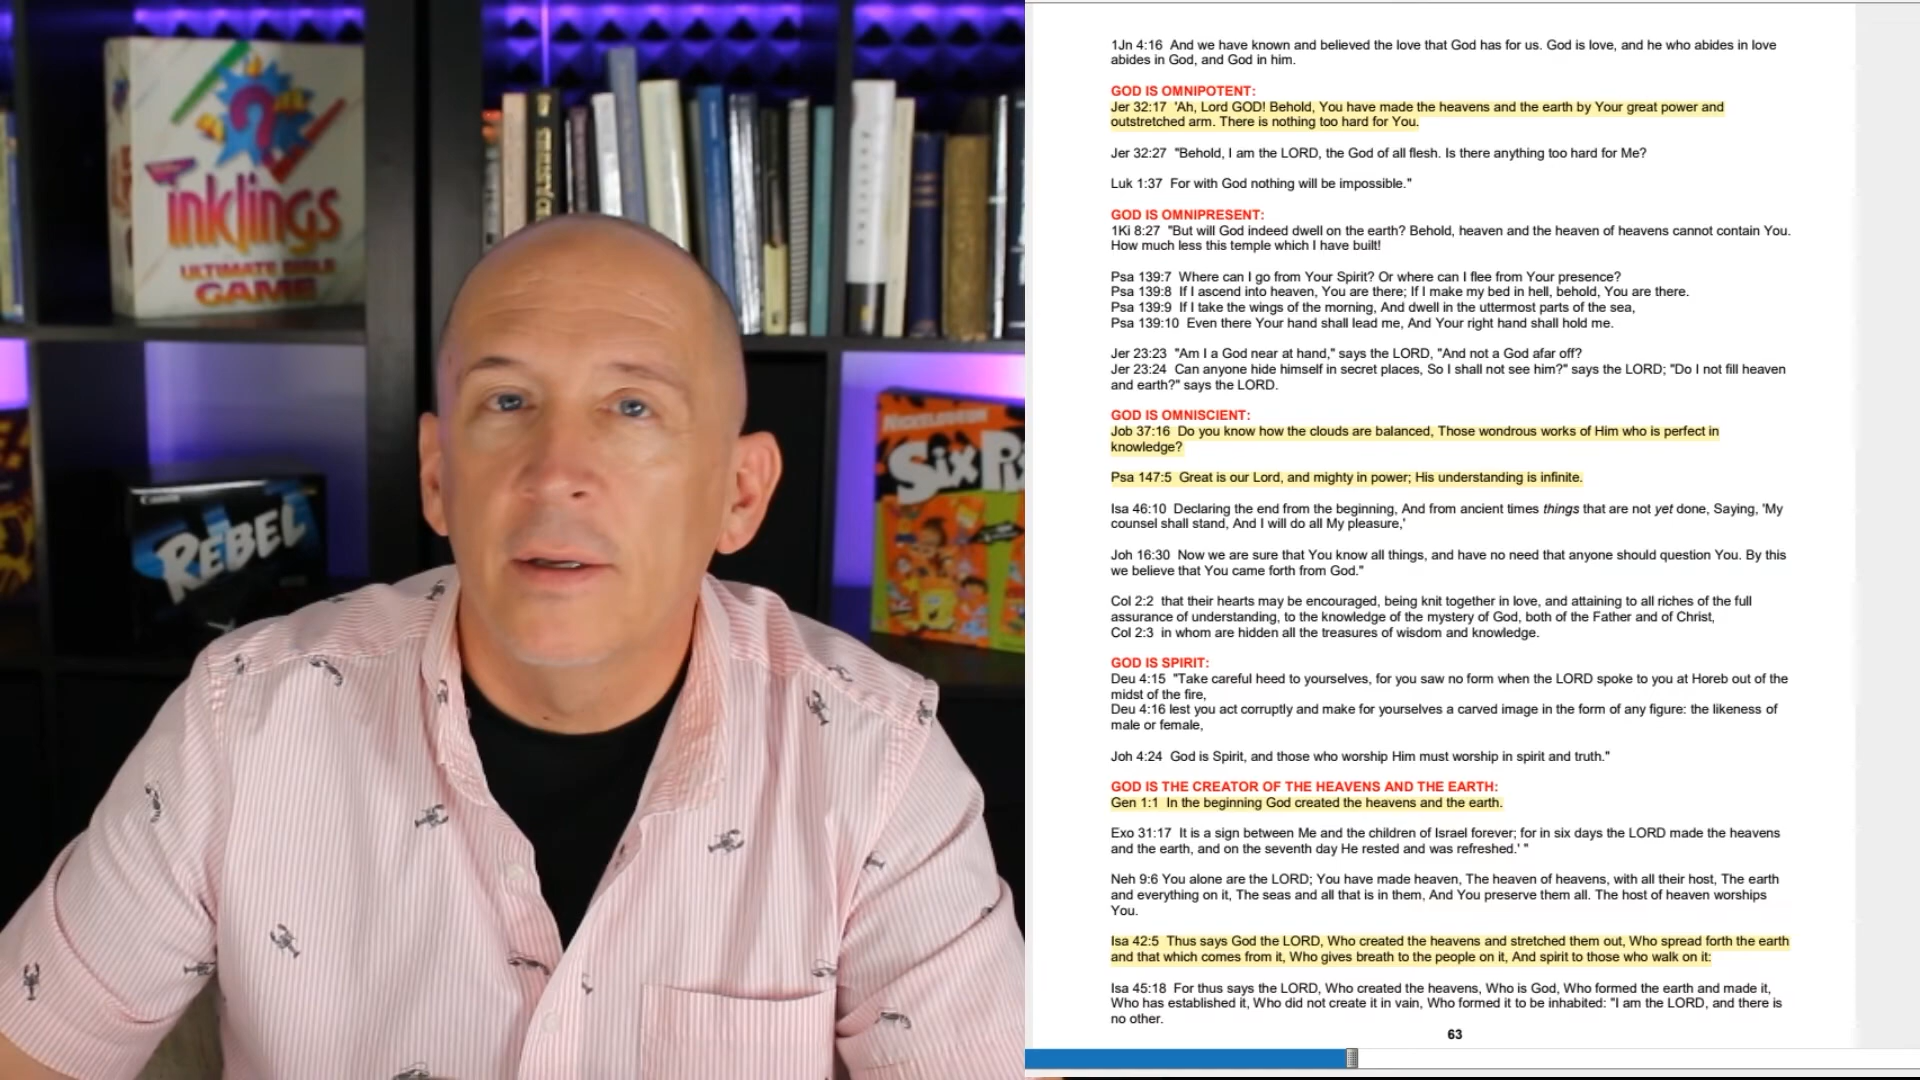 inklings
ULTIMATE BIBLE
GAME
Canon
REBEL
NICKELODEON
SIX PI
1Jn 4:16 And we have known and believed the love that God has for us. God is love, and he who abides in love
abides in God, and God in him.
GOD IS OMNIPOTENT:
Jer 32:17 'Ah, Lord GOD! Behold, You have made the heavens and the earth by Your great power and
outstretched arm. There is nothing too hard for You.
Jer 32:27 "Behold, I am the LORD, the God of all flesh. Is there anything too hard for Me?
Luk 1:37 For with God nothing will be impossible."
GOD IS OMNIPRESENT:
1Ki 8:27 "But will God indeed dwell on the earth? Behold, heaven and the heaven of heavens cannot contain You.
How much less this temple which I have built!
Psa 139:7 Where can I go from Your Spirit? Or where can I flee from Your presence?
Psa 139:8 If I ascend into heaven, You are there; If I make my bed in hell, behold, You are there.
Psa 139:9 If I take the wings of the morning, And dwell in the uttermost parts of the sea,
Psa 139:10 Even there Your hand shall lead me, And Your right hand shall hold me.
Jer 23:23 "Am I a God near at hand," says the LORD, "And not a God afar off?
Jer 23:24 Can anyone hide himself in secret places, So I shall not see him?" says the LORD; "Do I not fill heaven
and earth?" says the LORD.
GOD IS OMNISCIENT:
Job 37:16 Do you know how the clouds are balanced, Those wondrous works of Him who is perfect in
knowledge?
Psa 147:5 Great is our Lord, and mighty in power; His understanding is infinite.
Isa 46:10 Declaring the end from the beginning, And from ancient times things that are not yet done, Saying, 'My
counsel shall stand, And I will do all My pleasure,'
Joh 16:30 Now we are sure that You know all things, and have no need that anyone should question You. By this
we believe that You came forth from God."
Col 2:2 that their hearts may be encouraged, being knit together in love, and attaining to all riches of the full
assurance of understanding, to the knowledge of the mystery of God, both of the Father and of Christ,
Col 2:3 in whom are hidden all the treasures of wisdom and knowledge.
GOD IS SPIRIT:
Deu 4:15 "Take careful heed to yourselves, for you saw no form when the LORD spoke to you at Horeb out of the
midst of the fire,
Deu 4:16 lest you act corruptly and make for yourselves a carved image in the form of any figure: the likeness of
male or female,
Joh 4:24 God is Spirit, and those who worship Him must worship in spirit and truth."
GOD IS THE CREATOR OF THE HEAVENS AND THE EARTH:
Gen 1:1 In the beginning God created the heavens and the earth.
Exo 31:17 It is a sign between Me and the children of Israel forever; for in six days the LORD made the heavens
and the earth, and on the seventh day He rested and was refreshed.' "
Neh 9:6 You alone are the LORD; You have made heaven, The heaven of heavens, with all their host, The earth
and everything on it, The seas and all that is in them, And You preserve them all. The host of heaven worships
You.
Isa 42:5 Thus says God the LORD, Who created the heavens and stretched them out, Who spread forth the earth
and that which comes from it, Who gives breath to the people on it, And spirit to those who walk on it:
Isa 45:18 For thus says the LORD, Who created the heavens, Who is God, Who formed the earth and made it,
Who has established it, Who did not create it in vain, Who formed it to be inhabited: "I am the LORD, and there is
no other.
63